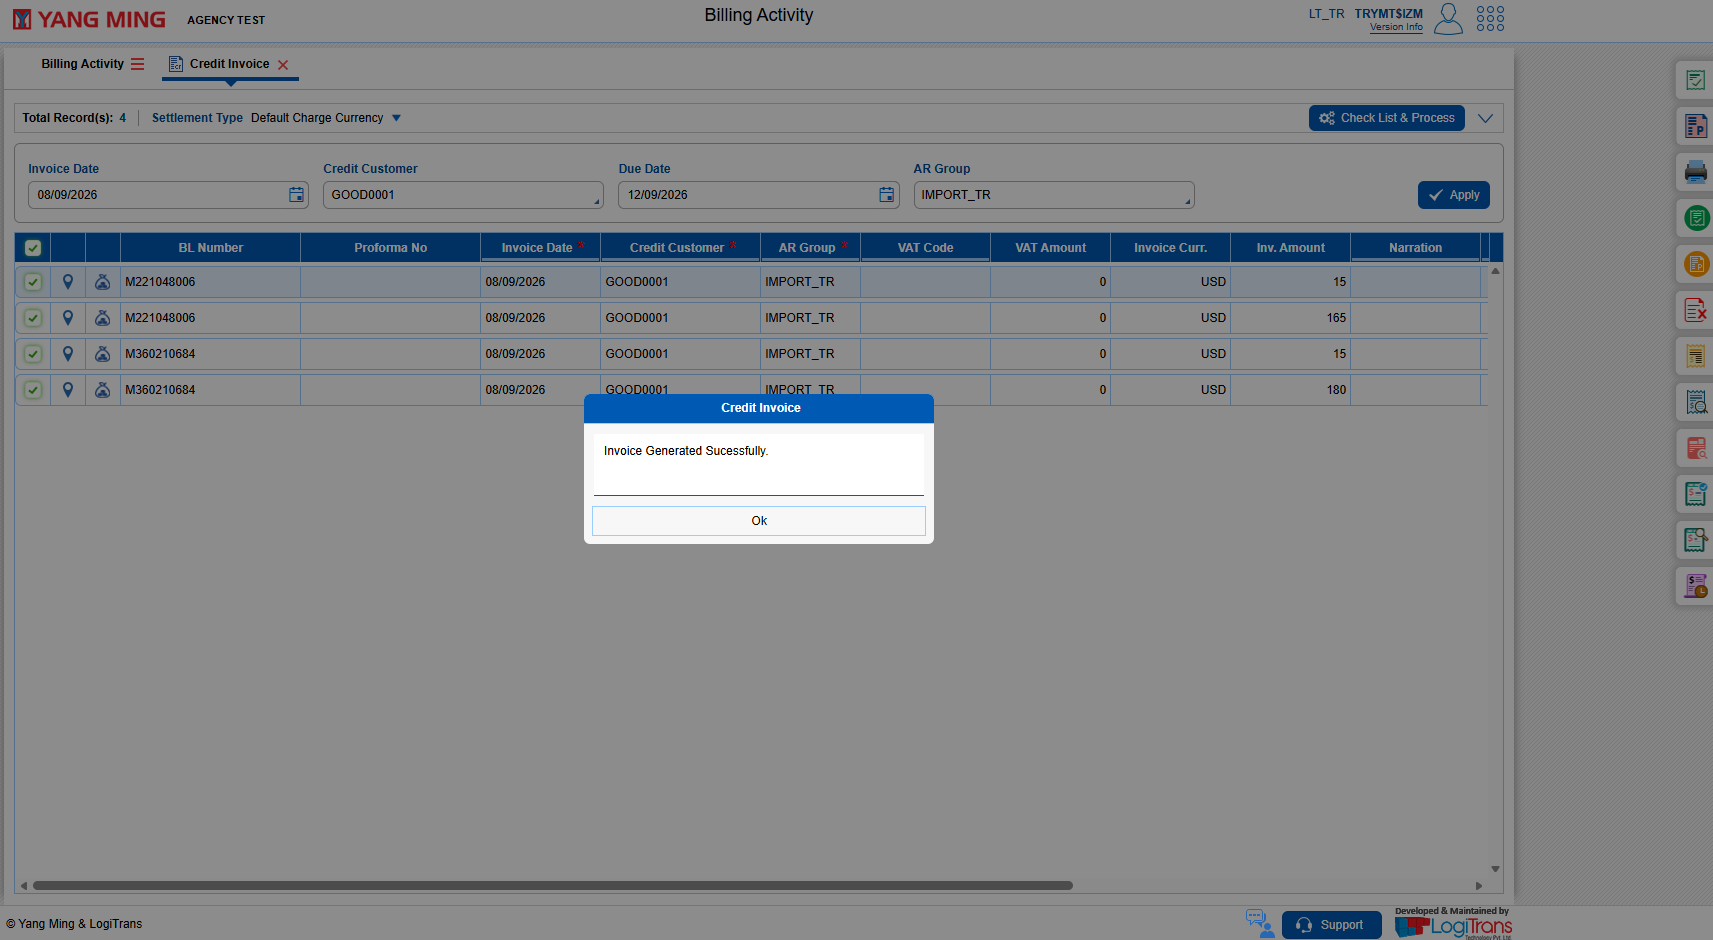 YANG MING AGENCY TEST
Billing Activity
LT_TR TRYMT$IZM
Version Info
Billing Activity Credit Invoice
Total Record(s): 4 Settlement Type Default Charge Currency Check List & Process
Invoice Date Credit Customer Due Date AR Group
08/09/2026 GOOD0001 12/09/2026 IMPORT_TR Apply
BL Number Proforma No Invoice Date * Credit Customer * AR Group * VAT Code VAT Amount Invoice Curr. Inv. Amount Narration
M221048006 08/09/2026 GOOD0001 IMPORT_TR 0 USD 15
M221048006 08/09/2026 GOOD0001 IMPORT_TR 0 USD 165
M360210684 08/09/2026 GOOD0001 IMPORT_TR 0 USD 15
M360210684 08/09/2026 GOOD0001 IMPORT_TR 0 USD 180
Credit Invoice
Invoice Generated Sucessfully.
Ok
© Yang Ming & LogiTrans
Support
Developed & Maintained by
LogiTrans
Technology Pvt. Ltd.